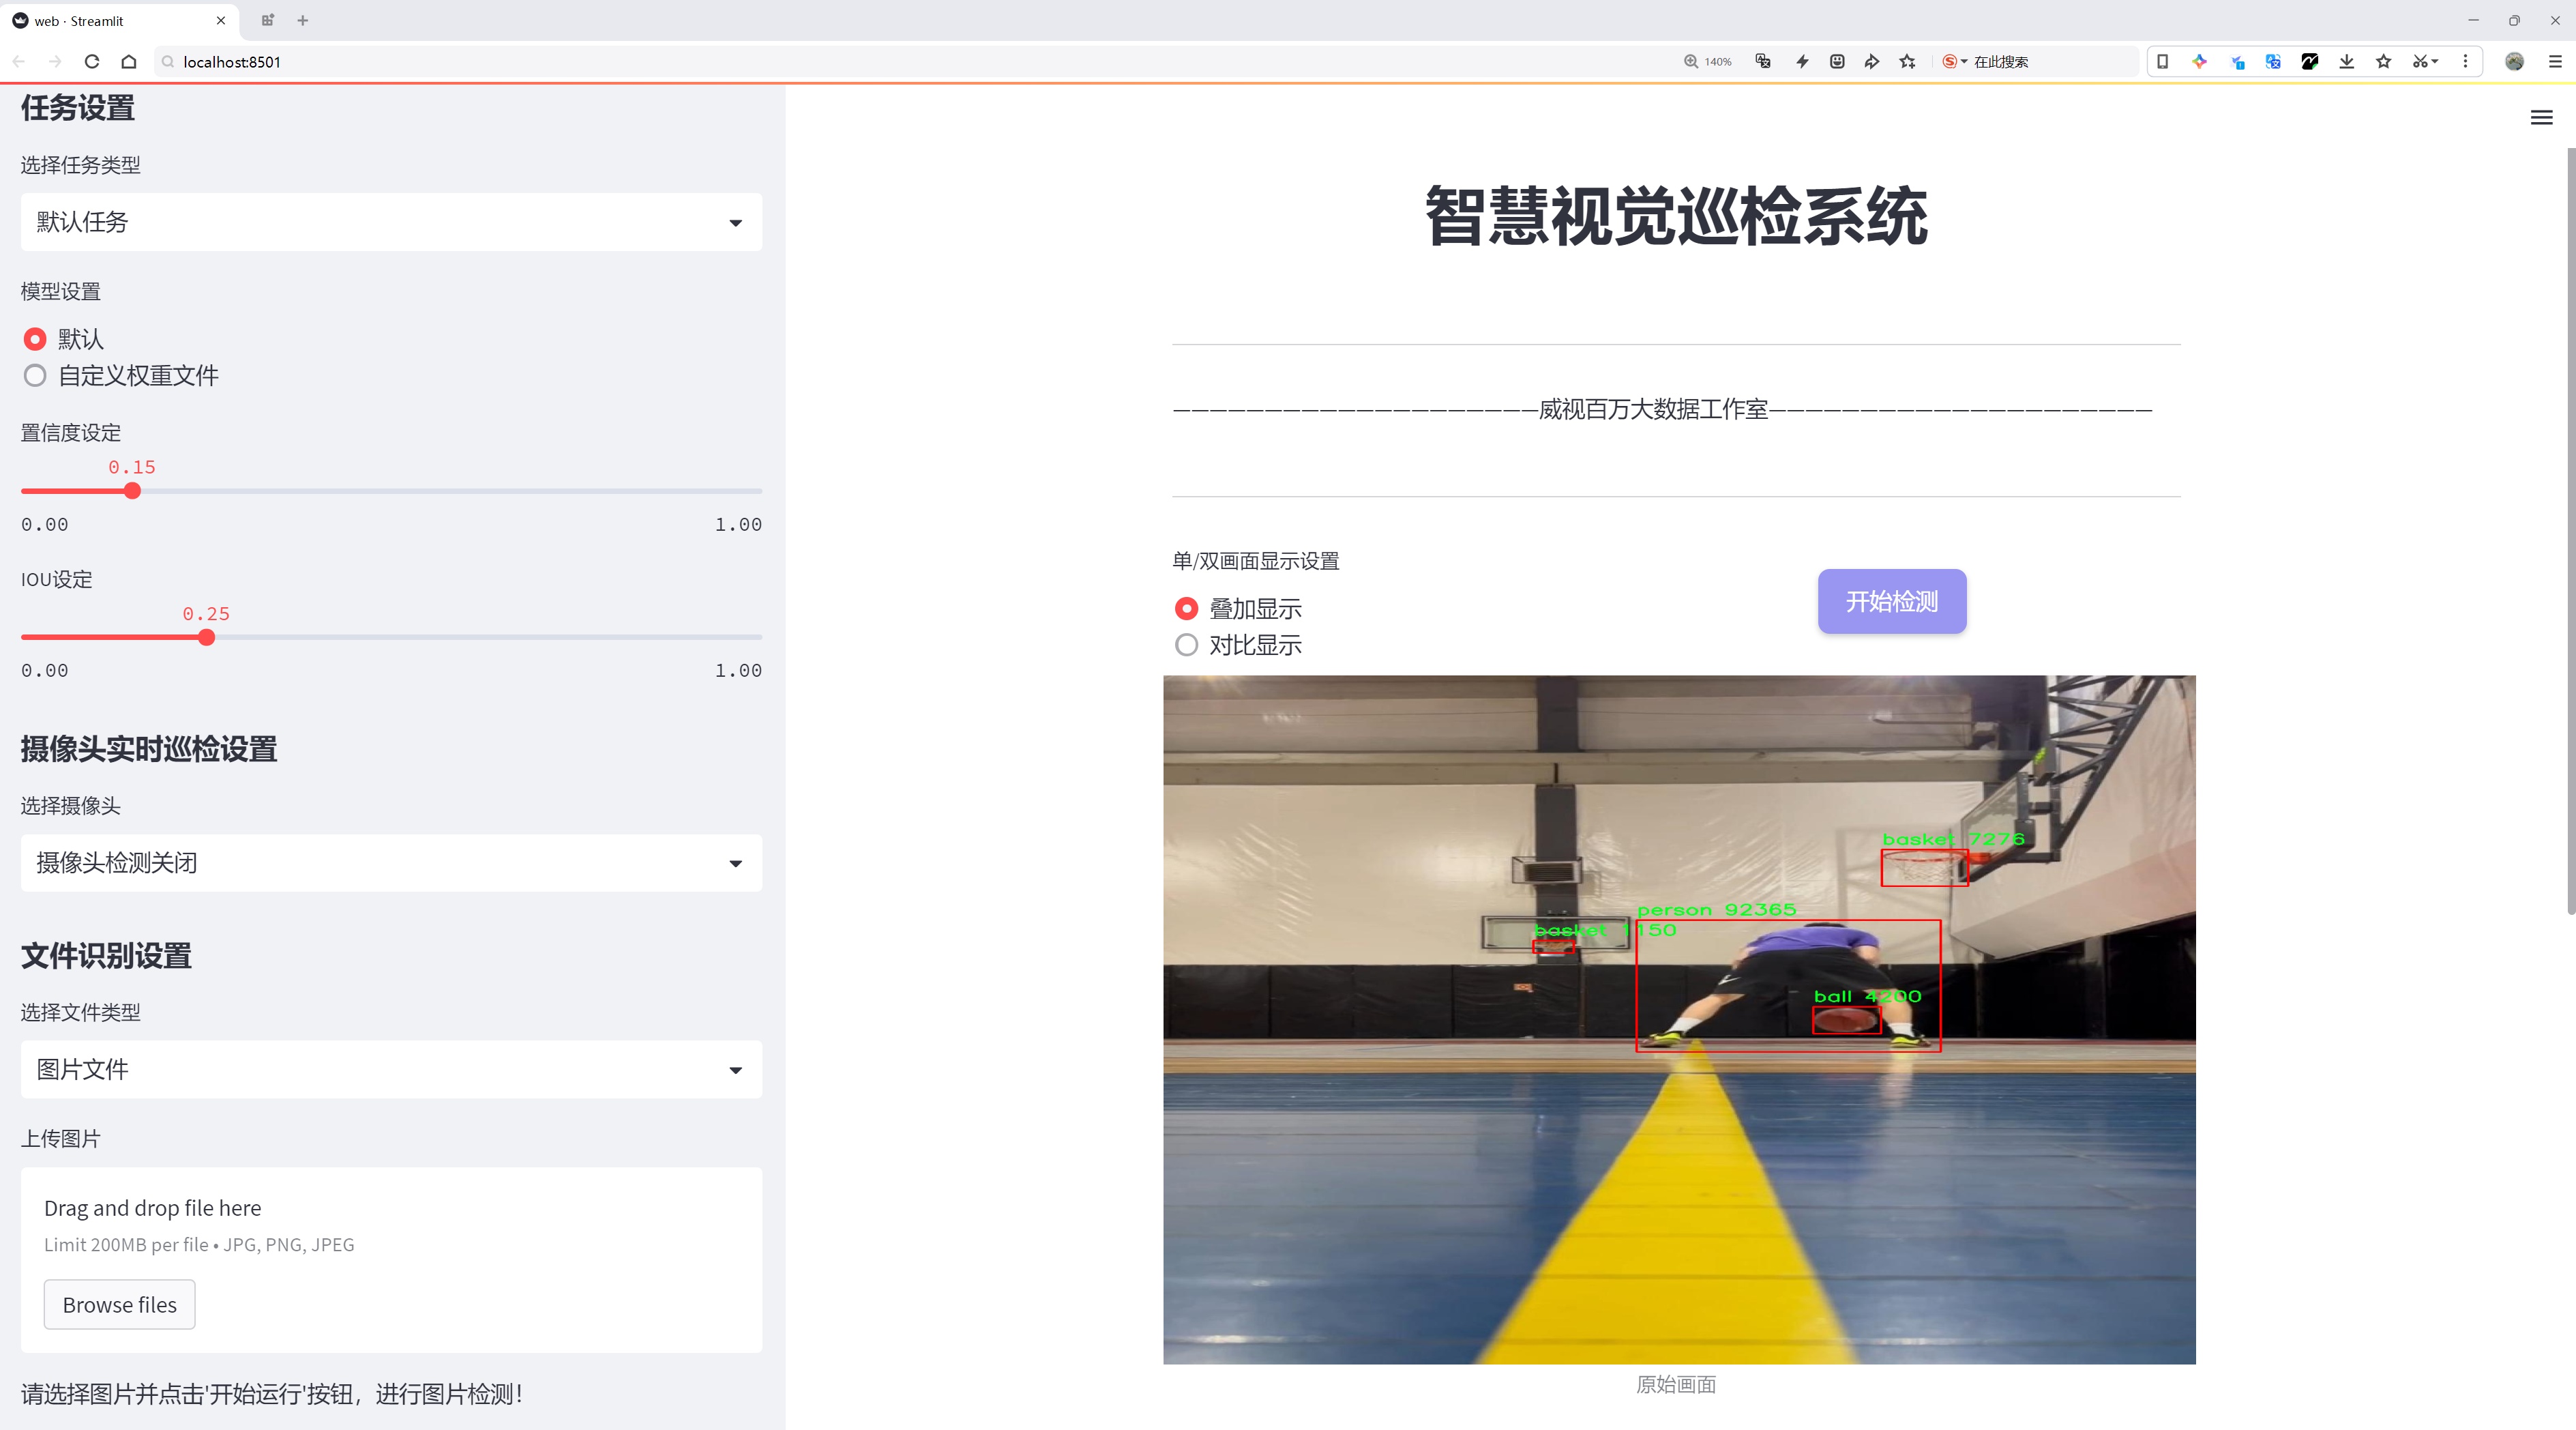 web · Streamlit
localhost:8501
140%
在此搜索
任务设置
选择任务类型
默认任务
模型设置
默认
自定义权重文件
置信度设定
0.15
0.00 1.00
IOU设定
0.25
0.00 1.00
摄像头实时巡检设置
选择摄像头
摄像头检测关闭
文件识别设置
选择文件类型
图片文件
上传图片
Drag and drop file here
Limit 200MB per file • JPG, PNG, JPEG
Browse files
请选择图片并点击'开始运行'按钮，进行图片检测！
智慧视觉巡检系统
————————————————————威视百万大数据工作室—————————————————————
单/双画面显示设置
叠加显示
对比显示
开始检测
basket 7276
person 92365
basket 1150
ball 4200
原始画面